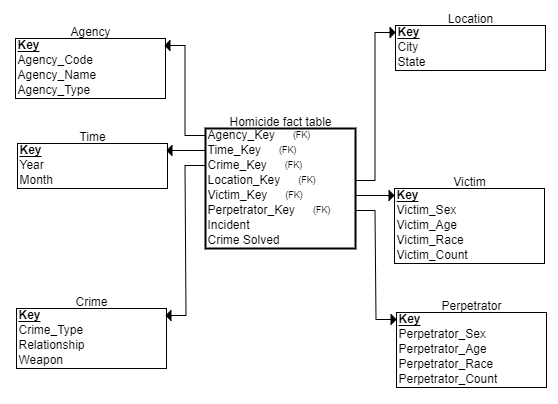 Agency
Key
Agency_Code
Agency_Name
Agency_Type
Time
Key
Year
Month
Crime
Key
Crime_Type
Relationship
Weapon
Homicide fact table
Agency_Key (FK)
Time_Key (FK)
Crime_Key (FK)
Location_Key (FK)
Victim_Key (FK)
Perpetrator_Key (FK)
Incident
Crime Solved
Location
Key
City
State
Victim
Key
Victim_Sex
Victim_Age
Victim_Race
Victim_Count
Perpetrator
Key
Perpetrator_Sex
Perpetrator_Age
Perpetrator_Race
Perpetrator_Count